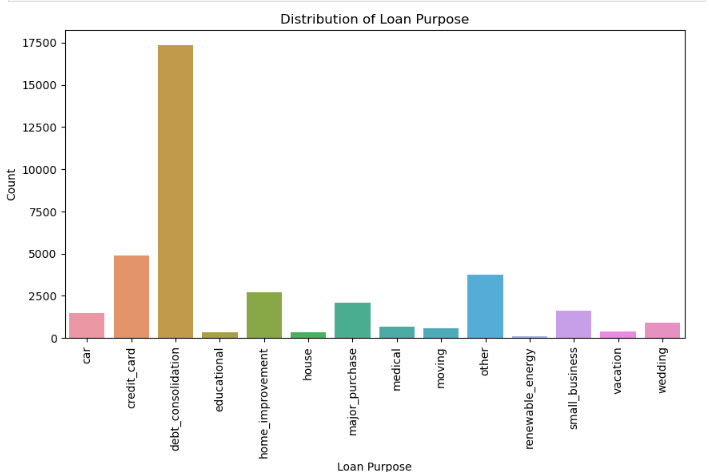 Distribution of Loan Purpose
17500
15000
12500
10000
7500
5000
2500
0
Count
car
credit_card
debt_consolidation
educational
home_improvement
house
major_purchase
medical
moving
other
renewable_energy
small_business
vacation
wedding
Loan Purpose